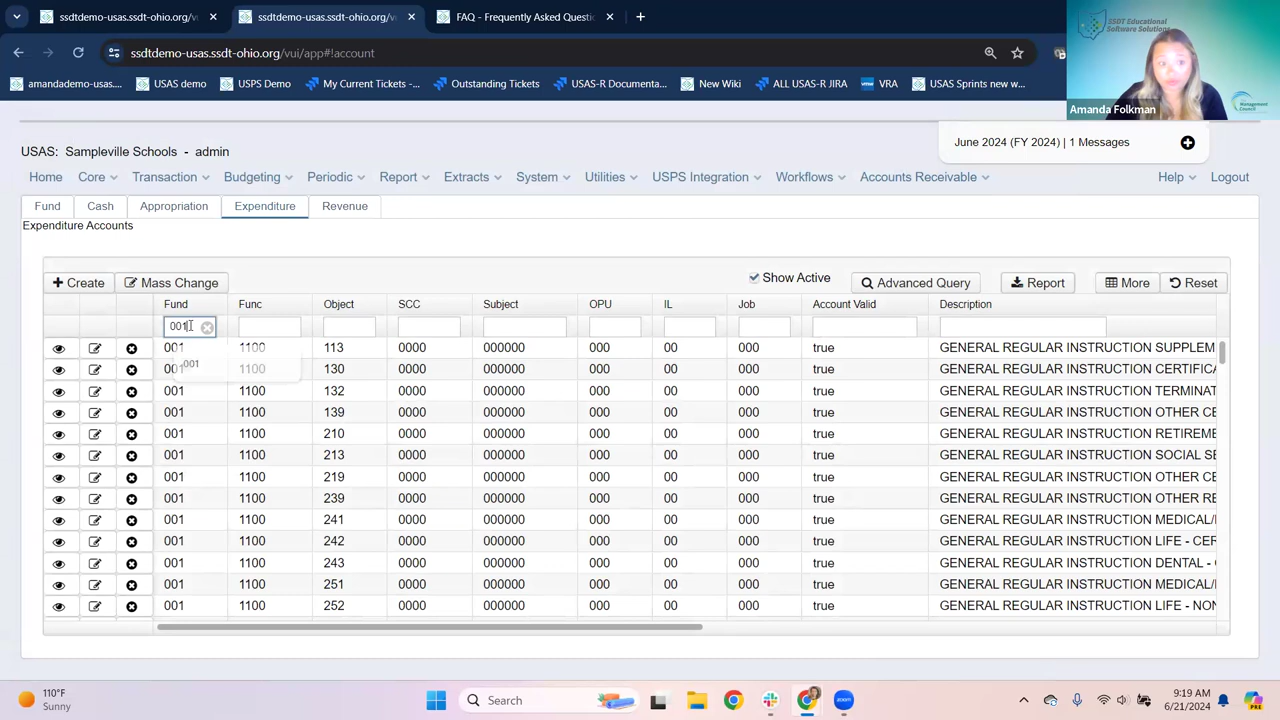 ssdtdemo-usas.ssdt-ohio.org/v
ssdtdemo-usas.ssdt-ohio.org/v
FAQ - Frequently Asked Questi
ssdtdemo-usas.ssdt-ohio.org/vui/app#!account
amandademo-usas....
USAS demo
USPS Demo
My Current Tickets -...
Outstanding Tickets
USAS-R Documenta...
New Wiki
ALL USAS-R JIRA
VRA
USAS Sprints new w...
SSDT Educational
Software Solutions
Amanda Folkman
Management
Council
USAS: Sampleville Schools - admin
June 2024 (FY 2024) | 1 Messages
Home Core Transaction Budgeting Periodic Report Extracts System Utilities USPS Integration Workflows Accounts Receivable Help Logout
Fund Cash Appropriation Expenditure Revenue
Expenditure Accounts
Create Mass Change Show Active Advanced Query Report More Reset
Fund Func Object SCC Subject OPU IL Job Account Valid Description
001
001 1100 113 0000 000000 000 00 000 true GENERAL REGULAR INSTRUCTION SUPPLEM
001
001 1100 130 0000 000000 000 00 000 true GENERAL REGULAR INSTRUCTION CERTIFICA
001 1100 132 0000 000000 000 00 000 true GENERAL REGULAR INSTRUCTION TERMINAT
001 1100 139 0000 000000 000 00 000 true GENERAL REGULAR INSTRUCTION OTHER CE
001 1100 210 0000 000000 000 00 000 true GENERAL REGULAR INSTRUCTION RETIREME
001 1100 213 0000 000000 000 00 000 true GENERAL REGULAR INSTRUCTION SOCIAL SE
001 1100 219 0000 000000 000 00 000 true GENERAL REGULAR INSTRUCTION OTHER CE
001 1100 239 0000 000000 000 00 000 true GENERAL REGULAR INSTRUCTION OTHER RE
001 1100 241 0000 000000 000 00 000 true GENERAL REGULAR INSTRUCTION MEDICAL/
001 1100 242 0000 000000 000 00 000 true GENERAL REGULAR INSTRUCTION LIFE - CER
001 1100 243 0000 000000 000 00 000 true GENERAL REGULAR INSTRUCTION DENTAL -
001 1100 251 0000 000000 000 00 000 true GENERAL REGULAR INSTRUCTION MEDICAL/
001 1100 252 0000 000000 000 00 000 true GENERAL REGULAR INSTRUCTION LIFE - NON
110°F
Sunny
Search
zoom
9:19 AM
6/21/2024
PRE